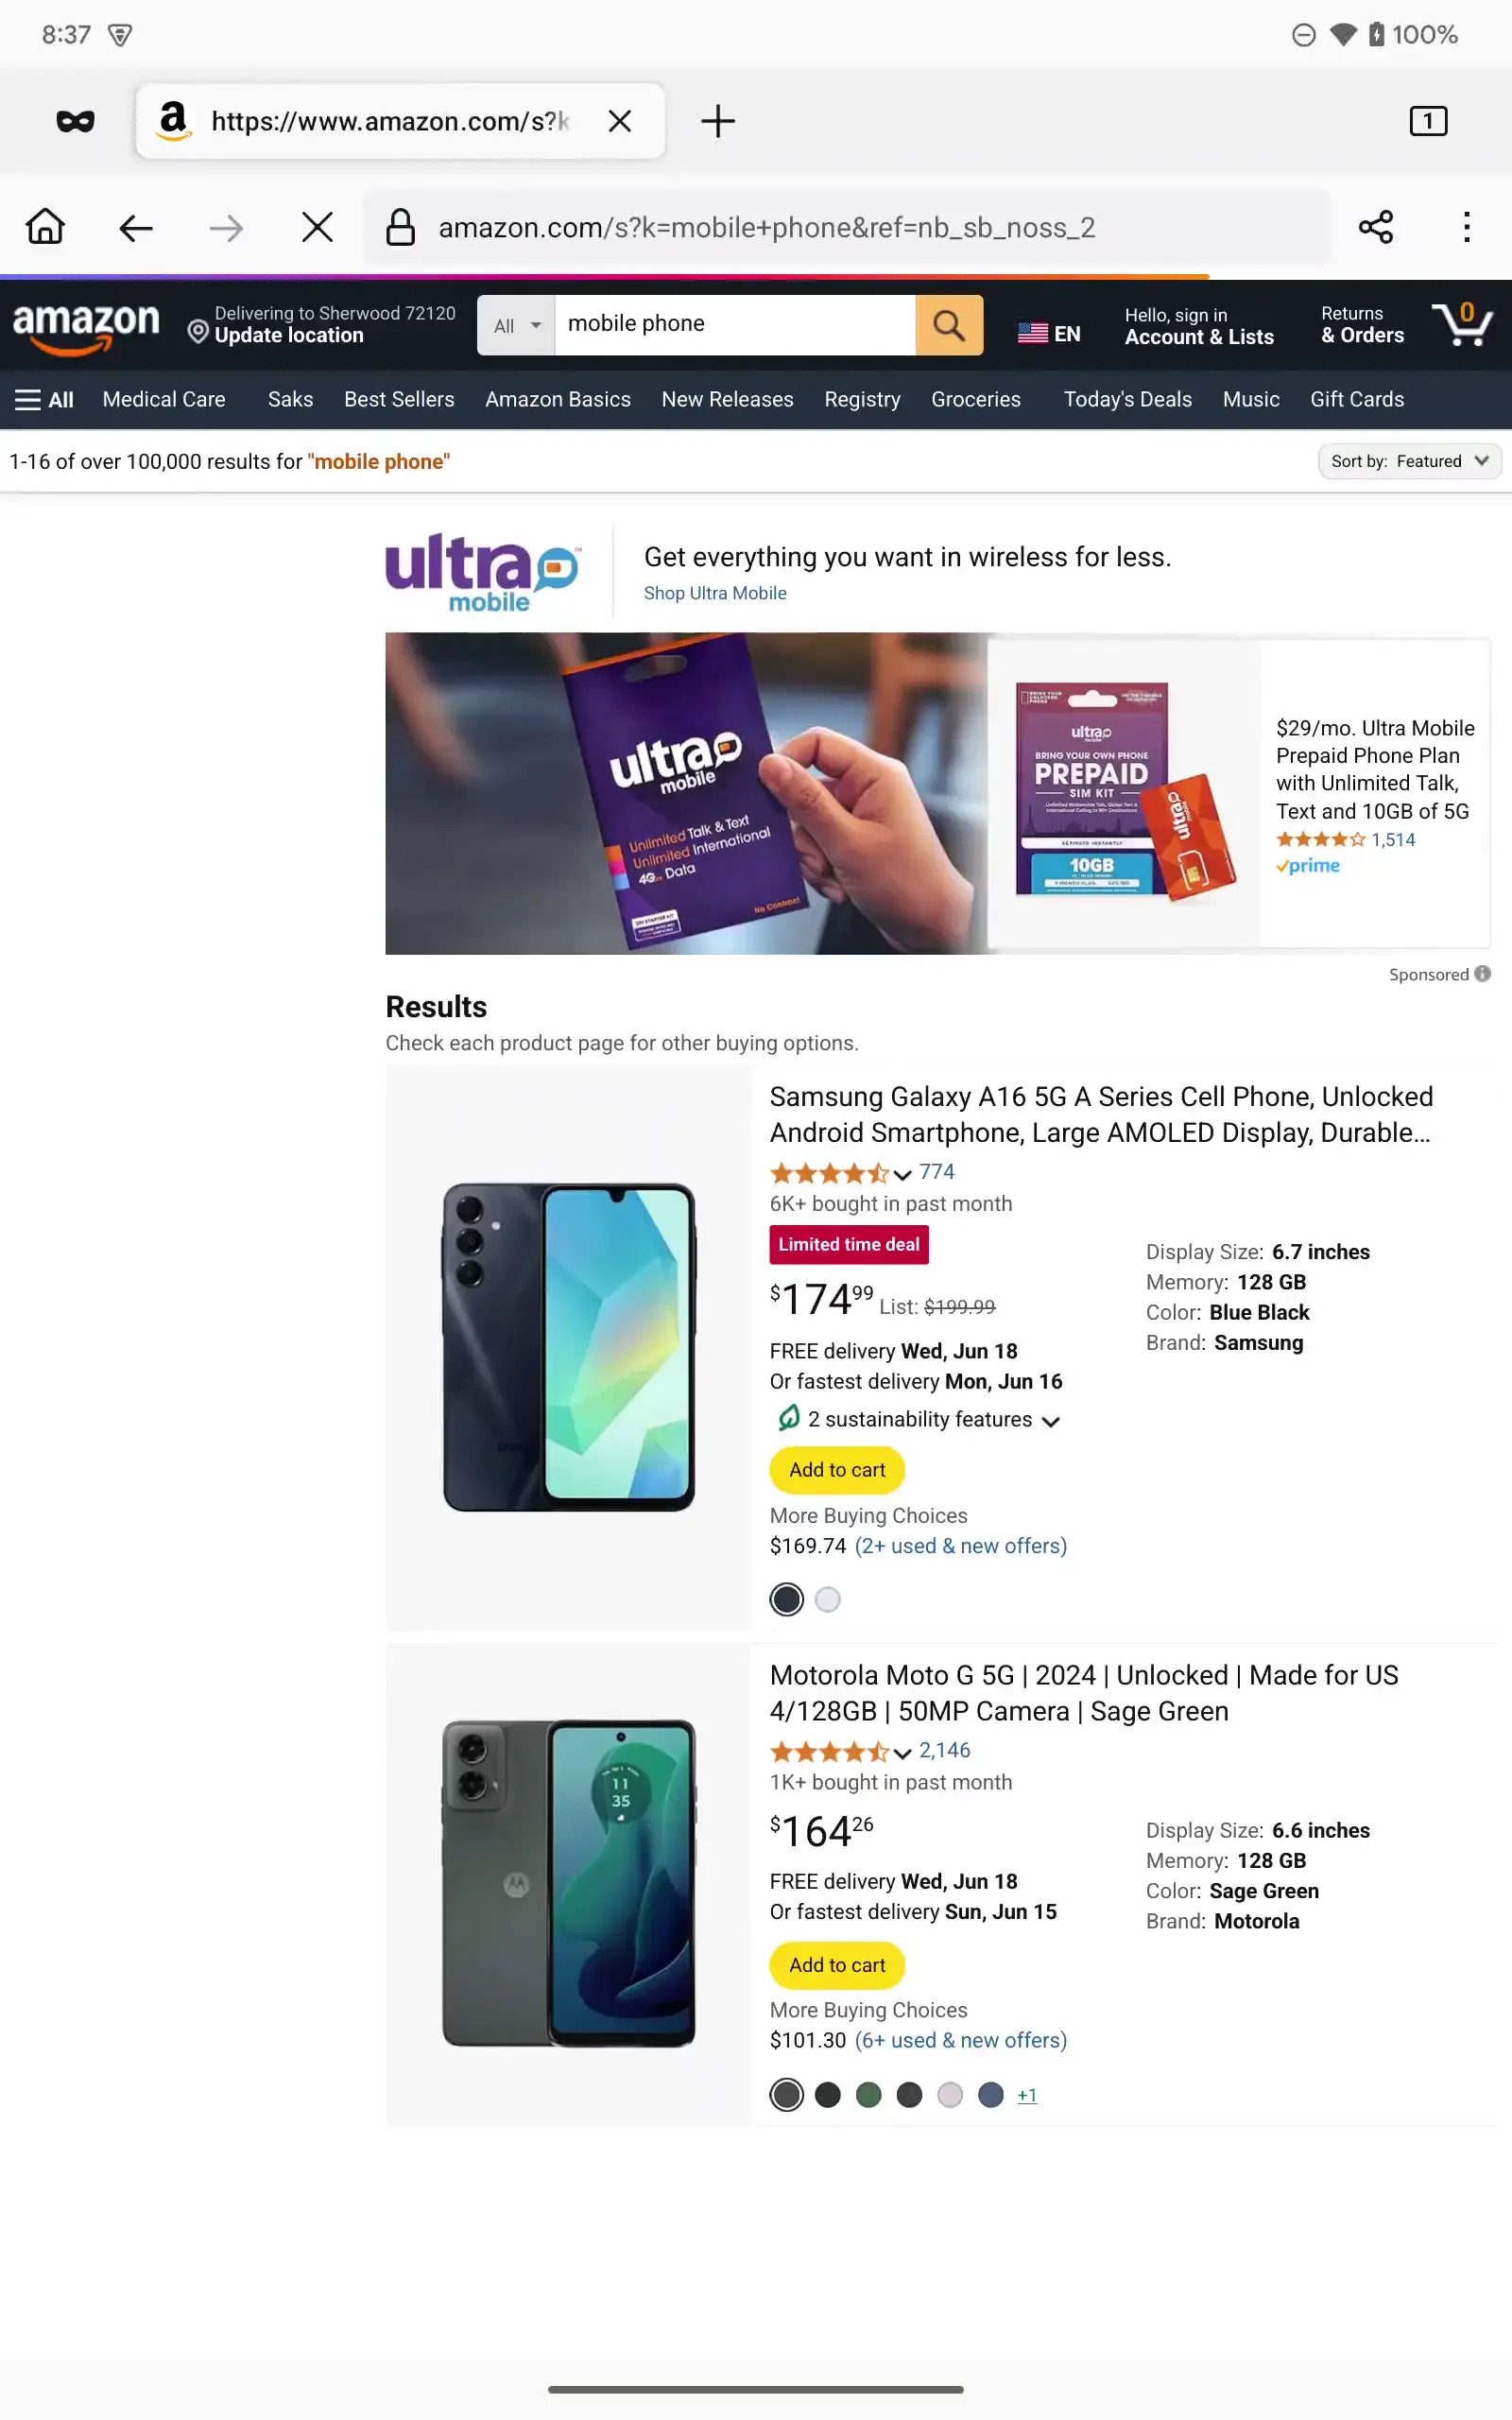 8:37
100%
https://www.amazon.com/s?k
1
amazon.com/s?k=mobile+phone&ref=nb_sb_noss_2
amazon
Delivering to Sherwood 72120
Update location
All
mobile phone
EN
Hello, sign in
Account & Lists
Returns
& Orders
0
All Medical Care Saks Best Sellers Amazon Basics New Releases Registry Groceries Today's Deals Music Gift Cards
1-16 of over 100,000 results for "mobile phone"
Sort by: Featured
ultra
mobile
Get everything you want in wireless for less.
Shop Ultra Mobile
ultra
mobile
Unlimited Talk & Text
Unlimited International
Data
No Contract
ultra
mobile
BRING YOUR OWN PHONE
PREPAID
SIM KIT
10GB
ultra
$29/mo. Ultra Mobile
Prepaid Phone Plan
with Unlimited Talk,
Text and 10GB of 5G
1,514
prime
Sponsored
Results
Check each product page for other buying options.
Samsung Galaxy A16 5G A Series Cell Phone, Unlocked
Android Smartphone, Large AMOLED Display, Durable…
774
6K+ bought in past month
Limited time deal
$174.99 List: $199.99
FREE delivery Wed, Jun 18
Or fastest delivery Mon, Jun 16
2 sustainability features
Add to cart
More Buying Choices
$169.74 (2+ used & new offers)
Display Size: 6.7 inches
Memory: 128 GB
Color: Blue Black
Brand: Samsung
Motorola Moto G 5G | 2024 | Unlocked | Made for US
4/128GB | 50MP Camera | Sage Green
11
35
2,146
1K+ bought in past month
$164.26
FREE delivery Wed, Jun 18
Or fastest delivery Sun, Jun 15
Add to cart
More Buying Choices
$101.30 (6+ used & new offers)
+1
Display Size: 6.6 inches
Memory: 128 GB
Color: Sage Green
Brand: Motorola